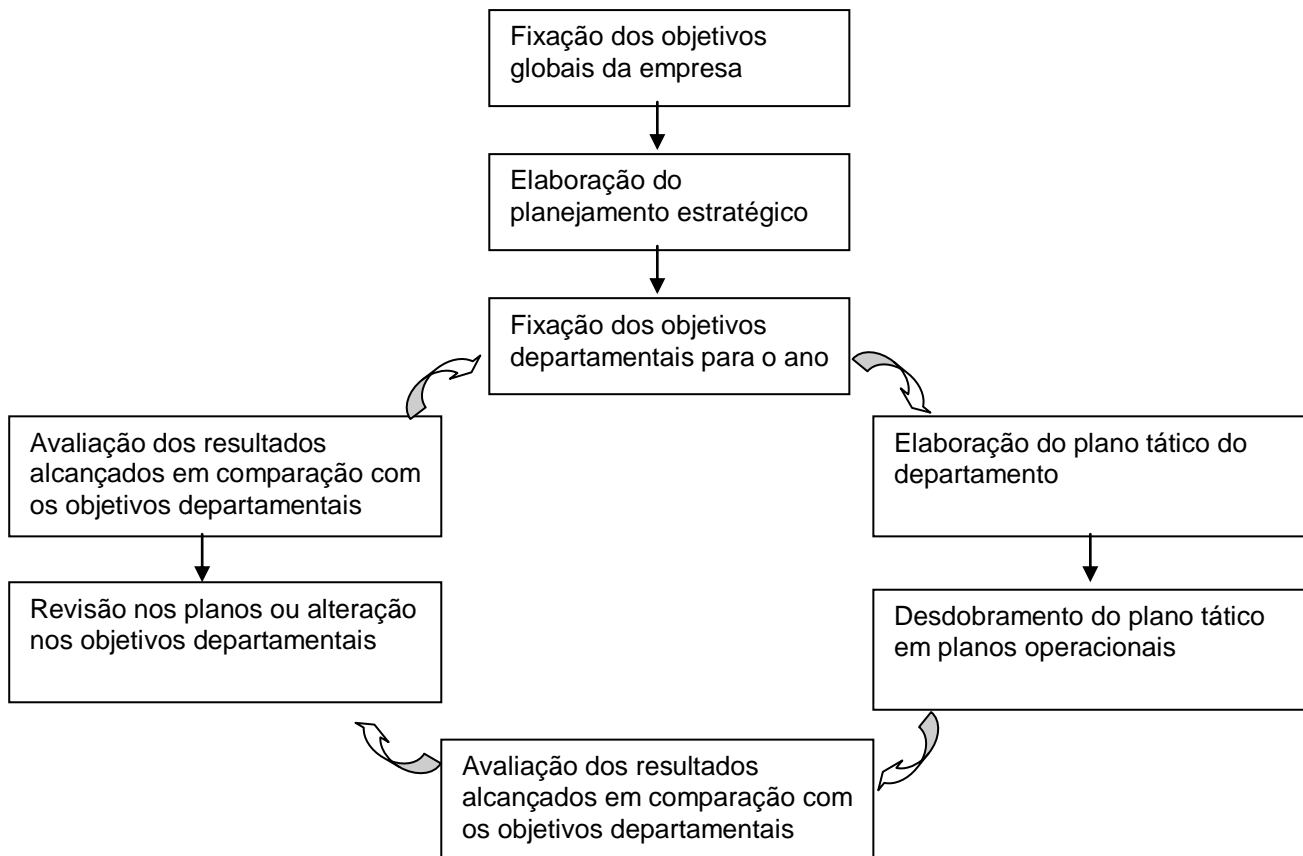 Fixação dos objetivos
globais da empresa
Elaboração do
planejamento estratégico
Fixação dos objetivos
departamentais para o ano
Avaliação dos resultados
alcançados em comparação com
os objetivos departamentais
Elaboração do plano tático do
departamento
Revisão nos planos ou alteração
nos objetivos departamentais
Desdobramento do plano tático
em planos operacionais
Avaliação dos resultados
alcançados em comparação com
os objetivos departamentais